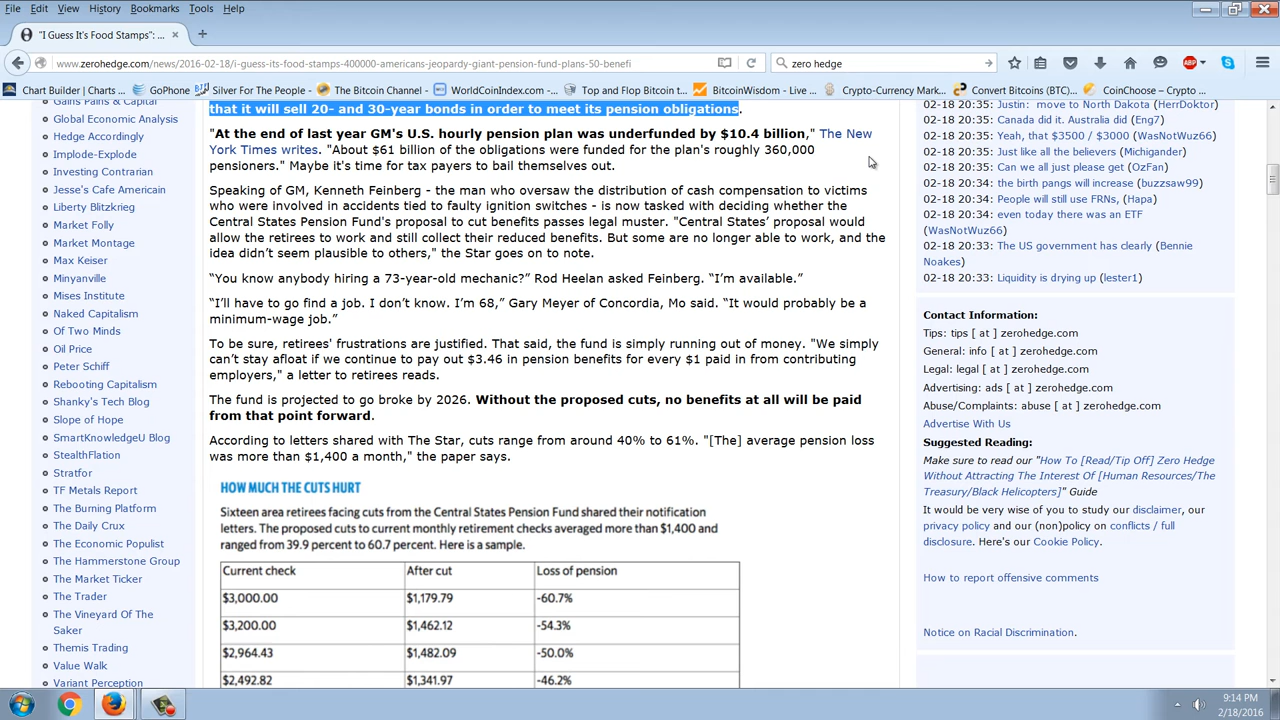 File Edit View History Bookmarks Tools Help
"I Guess It's Food Stamps": ...
www.zerohedge.com/news/2016-02-18/i-guess-its-food-stamps-400000-americans-jeopardy-giant-pension-fund-plans-50-benefi
zero hedge
Chart Builder | Charts ... GoPhone Silver For The People ... The Bitcoin Channel ... WorldCoinIndex.com - ... Top and Flop Bitcoin t... BitcoinWisdom - Live ... Crypto-Currency Mark... Convert Bitcoins (BTC)... CoinChoose – Crypto ...
Gains Pains & Capital
Global Economic Analysis
Hedge Accordingly
Implode-Explode
Investing Contrarian
Jesse's Cafe American
Liberty Blitzkrieg
Market Folly
Market Montage
Max Keiser
Minyanville
Mises Institute
Naked Capitalism
Of Two Minds
Oil Price
Peter Schiff
Rebooting Capitalism
Shanky's Tech Blog
Slope of Hope
SmartKnowledgeU Blog
StealthFlation
Stratfor
TF Metals Report
The Burning Platform
The Daily Crux
The Economic Populist
The Hammerstone Group
The Market Ticker
The Trader
The Vineyard Of The
Saker
Themis Trading
Value Walk
Variant Perception
that it will sell 20- and 30-year bonds in order to meet its pension obligations.
"At the end of last year GM's U.S. hourly pension plan was underfunded by $10.4 billion," The New
York Times writes. "About $61 billion of the obligations were funded for the plan's roughly 360,000
pensioners." Maybe it's time for tax payers to bail themselves out.
Speaking of GM, Kenneth Feinberg - the man who oversaw the distribution of cash compensation to victims
who were involved in accidents tied to faulty ignition switches - is now tasked with deciding whether the
Central States Pension Fund's proposal to cut benefits passes legal muster. "Central States' proposal would
allow the retirees to work and still collect their reduced benefits. But some are no longer able to work, and the
idea didn't seem plausible to others," the Star goes on to note.
“You know anybody hiring a 73-year-old mechanic?” Rod Heelan asked Feinberg. “I’m available.”
“I’ll have to go find a job. I don’t know. I’m 68,” Gary Meyer of Concordia, Mo said. “It would probably be a
minimum-wage job.”
To be sure, retirees' frustrations are justified. That said, the fund is simply running out of money. "We simply
can’t stay afloat if we continue to pay out $3.46 in pension benefits for every $1 paid in from contributing
employers," a letter to retirees reads.
The fund is projected to go broke by 2026. Without the proposed cuts, no benefits at all will be paid
from that point forward.
According to letters shared with The Star, cuts range from around 40% to 61%. "[The] average pension loss
was more than $1,400 a month," the paper says.
HOW MUCH THE CUTS HURT
Sixteen area retirees facing cuts from the Central States Pension Fund shared their notification
letters. The proposed cuts to current monthly retirement checks averaged more than $1,400 and
ranged from 39.9 percent to 60.7 percent. Here is a sample.
Current check After cut Loss of pension
$3,000.00 $1,179.79 -60.7%
$3,200.00 $1,462.12 -54.3%
$2,964.43 $1,482.09 -50.0%
$2,492.82 $1,341.97 -46.2%
02-18 20:35: Justin: move to North Dakota (HerrDoktor)
02-18 20:35: Canada did it. Australia did (Eng7)
02-18 20:35: Yeah, that $3500 / $3000 (WasNotWuz66)
02-18 20:35: Just like all the believers (Michigander)
02-18 20:35: Can we all just please get (OzFan)
02-18 20:34: the birth pangs will increase (buzzsaw99)
02-18 20:34: People will still use FRNs, (Hapa)
02-18 20:34: even today there was an ETF
(WasNotWuz66)
02-18 20:34: The US government has clearly (Bennie
Noakes)
02-18 20:33: Liquidity is drying up (lester1)
Contact Information:
Tips: tips [ at ] zerohedge.com
General: info [ at ] zerohedge.com
Legal: legal [ at ] zerohedge.com
Advertising: ads [ at ] zerohedge.com
Abuse/Complaints: abuse [ at ] zerohedge.com
Advertise With Us
Suggested Reading:
Make sure to read our "How To [Read/Tip Off] Zero Hedge
Without Attracting The Interest Of [Human Resources/The
Treasury/Black Helicopters]" Guide
It would be very wise of you to study our disclaimer, our
privacy policy and our (non)policy on conflicts / full
disclosure. Here's our Cookie Policy.
How to report offensive comments
Notice on Racial Discrimination.
9:14 PM
2/18/2016